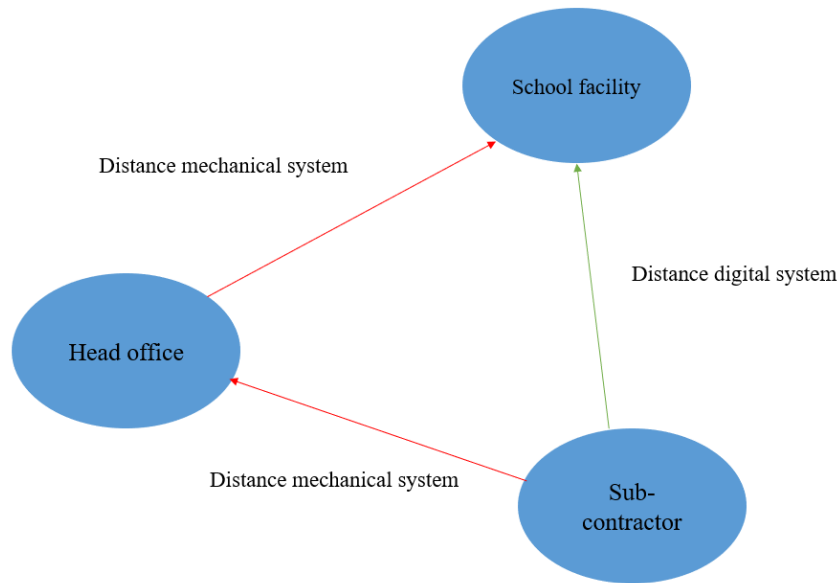 School facility
Distance mechanical system
Distance digital system
Head office
Distance mechanical system
Sub-
contractor